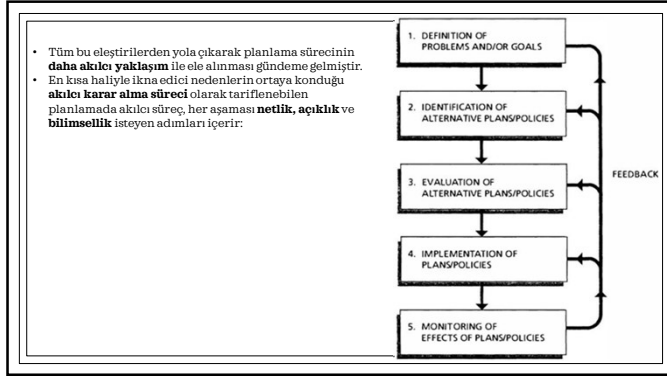 • Tüm bu eleştirilerden yola çıkarak planlama sürecinin
daha akılcı yaklaşım ile ele alınması gündeme gelmiştir.
• En kısa haliyle ikna edici nedenlerin ortaya konduğu
akılcı karar alma süreci olarak tariflenebilen
planlamada akılcı süreç, her aşaması netlik, açıklık ve
bilimsellik isteyen adımları içerir:
1. DEFINITION OF
PROBLEMS AND/OR GOALS
2. IDENTIFICATION OF
ALTERNATIVE PLANS/POLICIES
3. EVALUATION OF
ALTERNATIVE PLANS/POLICIES
4. IMPLEMENTATION OF
PLANS/POLICIES
5. MONITORING OF
EFFECTS OF PLANS/POLICIES
FEEDBACK